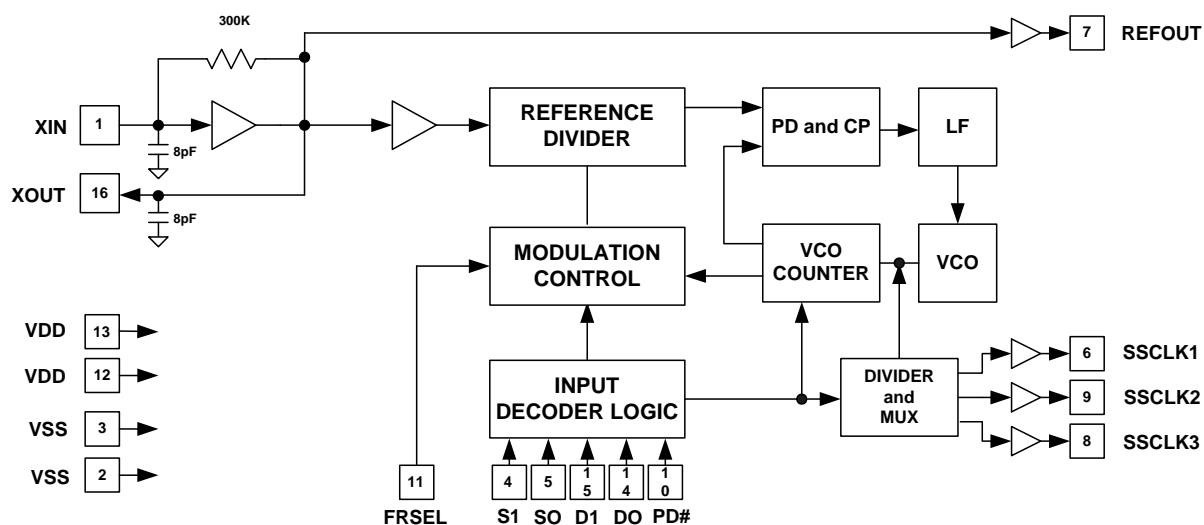 300K
7 REFOUT
XIN 1
REFERENCE
DIVIDER
PD and CP
LF
8pF
XOUT 16
8pF
MODULATION
CONTROL
VCO
COUNTER
VCO
VDD 13
VDD 12
VSS 3
VSS 2
INPUT
DECODER LOGIC
DIVIDER
and
MUX
6 SSCLK1
9 SSCLK2
8 SSCLK3
11
4
5
15
14
10
FRSEL
S1
SO
D1
DO
PD#